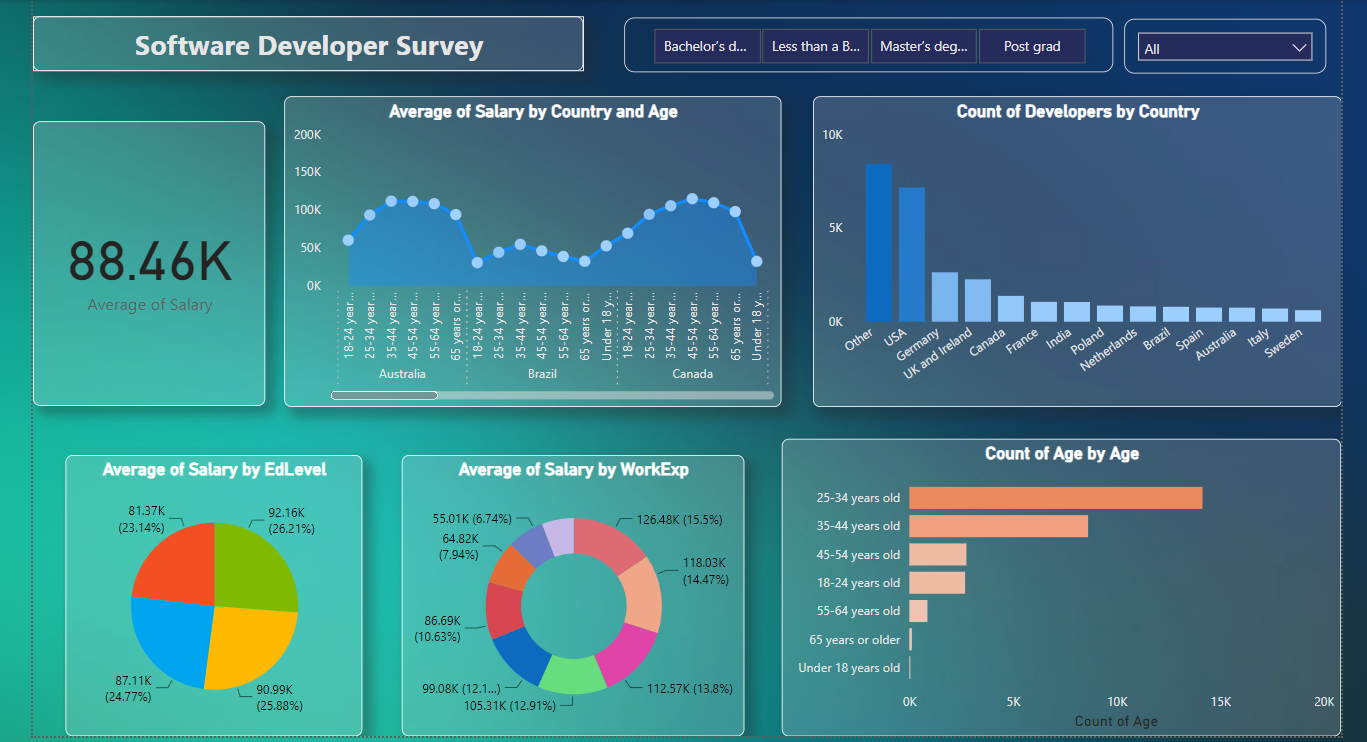 Software Developer Survey
Bachelor's d...
Less than a B...
Master's deg...
Post grad
All
88.46K
Average of Salary
Average of Salary by Country and Age
200K
150K
100K
50K
0K
18-24 year...
25-34 year...
35-44 year...
45-54 year...
55-64 year...
65 years or...
18-24 year...
25-34 year...
35-44 year...
45-54 year...
55-64 year...
65 years or...
Under 18 y...
18-24 year...
25-34 year...
35-44 year...
45-54 year...
55-64 year...
65 years or...
Under 18 y...
Australia
Brazil
Canada
Count of Developers by Country
10K
5K
0K
Other
USA
Germany
UK and Ireland
Canada
France
India
Poland
Netherlands
Brazil
Spain
Australia
Italy
Sweden
Average of Salary by EdLevel
81.37K
(23.14%)
92.16K
(26.21%)
87.11K
(24.77%)
90.99K
(25.88%)
Average of Salary by WorkExp
55.01K (6.74%)
126.48K (15.5%)
64.82K
(7.94%)
118.03K
(14.47%)
86.69K
(10.63%)
99.08K (12.1...)
112.57K (13.8%)
105.31K (12.91%)
Count of Age by Age
25-34 years old
35-44 years old
45-54 years old
18-24 years old
55-64 years old
65 years or older
Under 18 years old
0K
5K
10K
15K
20K
Count of Age